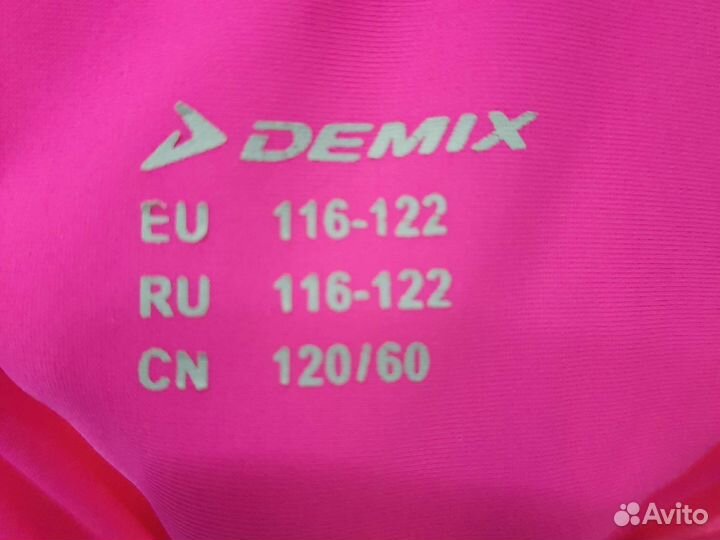 DEMIX
EU 116-122
RU 116-122
CN 120/60
Avito